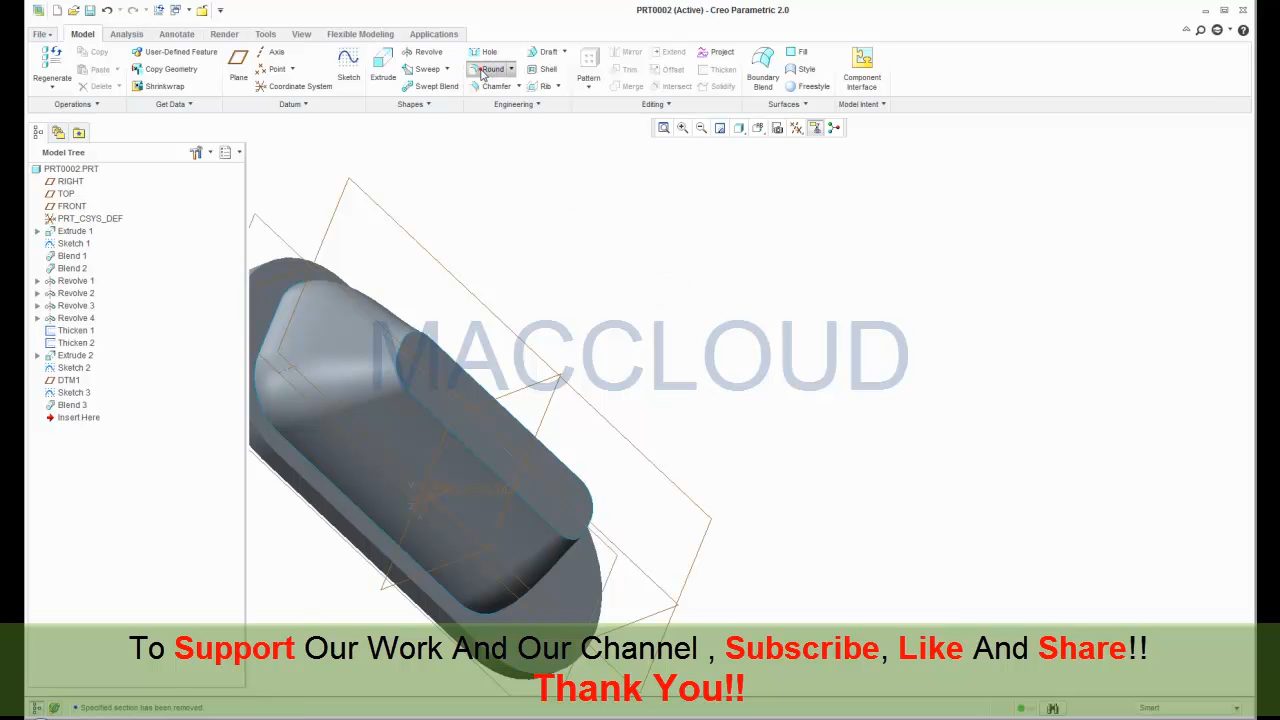 PRT0002 (Active) - Creo Parametric 2.0
File
Model
Analysis
Annotate
Render
Tools
View
Flexible Modeling
Applications
Regenerate
Copy
Paste
Delete
User-Defined Feature
Copy Geometry
Shrinkwrap
Plane
Axis
Point
Coordinate System
Sketch
Extrude
Revolve
Sweep
Swept Blend
Hole
Round
Chamfer
Draft
Shell
Rib
Pattern
Mirror
Trim
Merge
Extend
Offset
Intersect
Project
Thicken
Solidify
Boundary
Blend
Fill
Style
Freestyle
Component
Interface
Operations
Get Data
Datum
Shapes
Engineering
Editing
Surfaces
Model Intent
Model Tree
PRT0002.PRT
RIGHT
TOP
FRONT
PRT_CSYS_DEF
Extrude 1
Sketch 1
Blend 1
Blend 2
Revolve 1
Revolve 2
Revolve 3
Revolve 4
Thicken 1
Thicken 2
Extrude 2
Sketch 2
DTM1
Sketch 3
Blend 3
Insert Here
MACCLOUD
To Support Our Work And Our Channel , Subscribe, Like And Share!!
Thank You!!
Specified section has been removed.
Smart